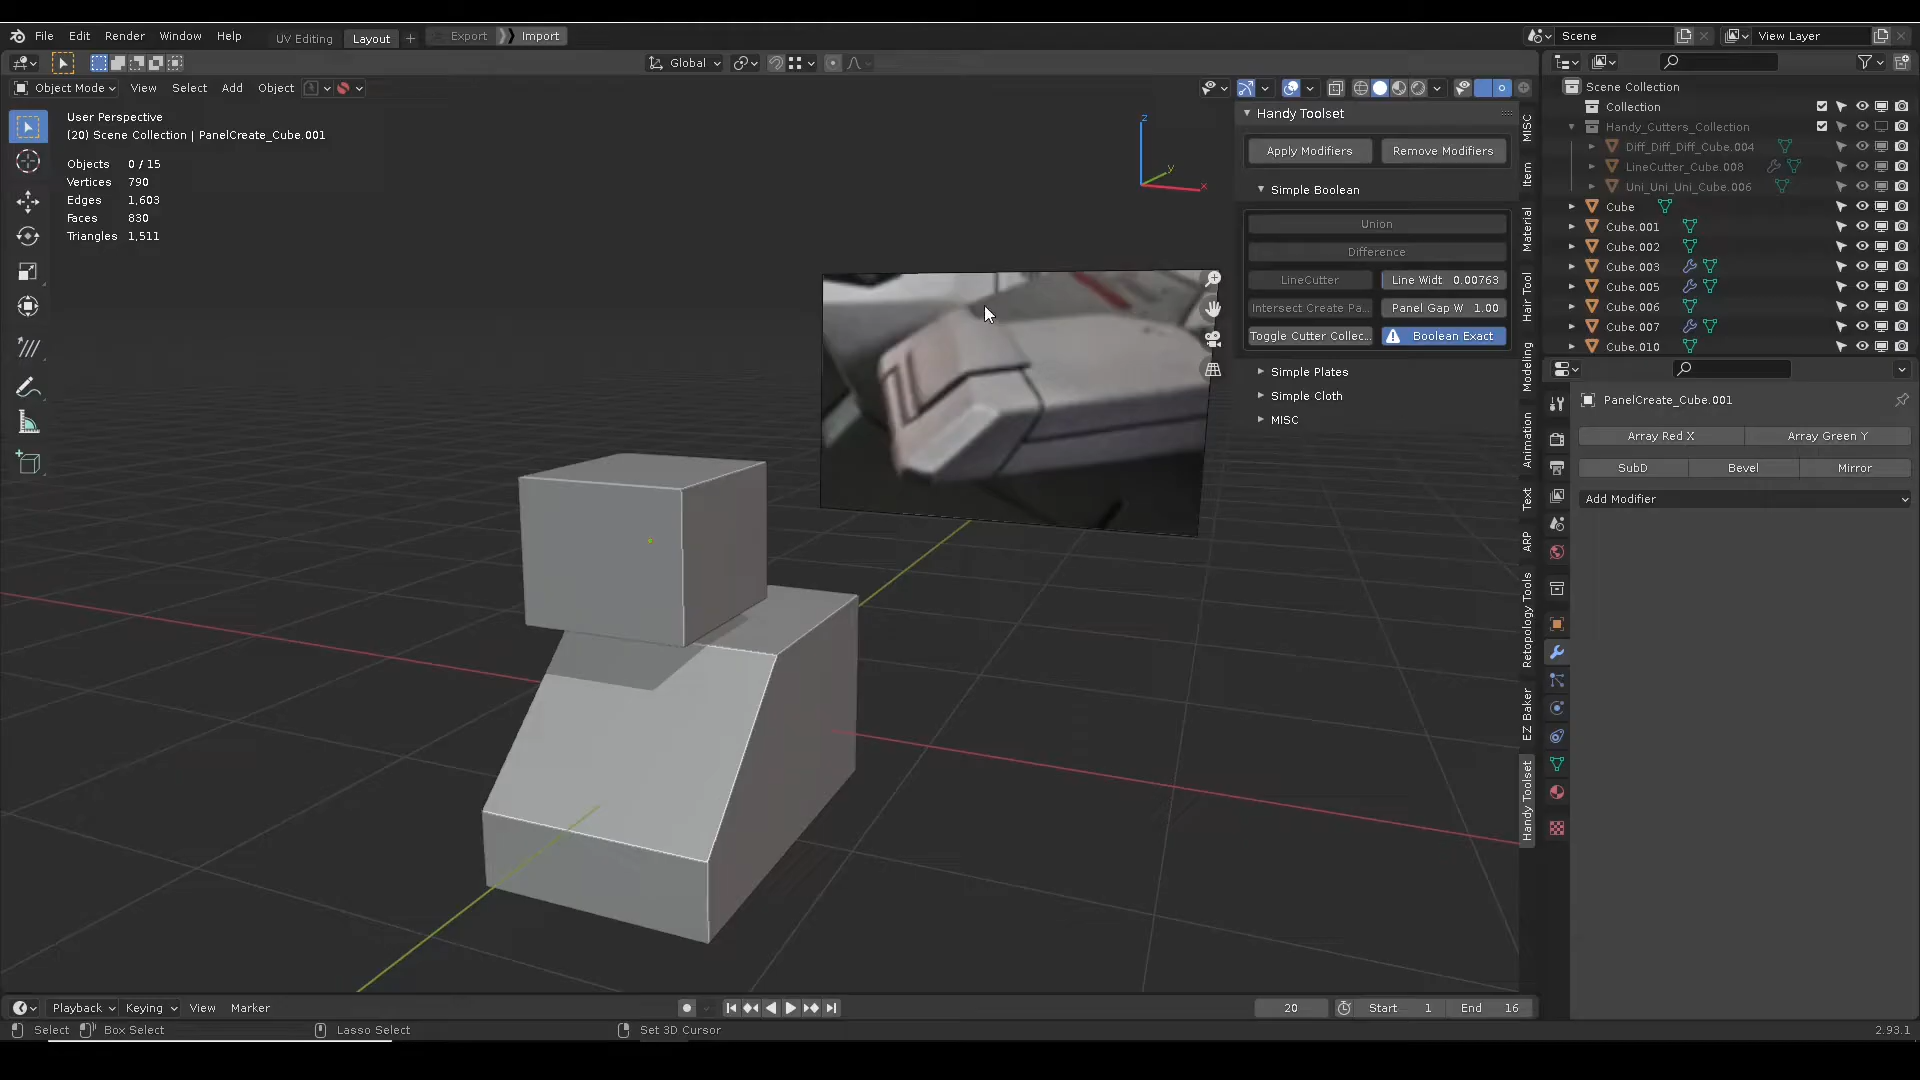 File Edit Render Window Help UV Editing Layout + Export Import Scene View Layer
Global
Object Mode View Select Add Object
User Perspective
(20) Scene Collection | PanelCreate_Cube.001
Objects 0 / 15
Vertices 790
Edges 1,603
Faces 830
Triangles 1,511
z
y
x
Handy Toolset
Apply Modifiers Remove Modifiers
Simple Boolean
Union
Difference
LineCutter Line Widt 0.00763
Intersect Create Pa... Panel Gap W 1.00
Toggle Cutter Collec... Boolean Exact
Simple Plates
Simple Cloth
MISC
MISC
Item
Material
Hair Tool
Modeling
Animation
Text
ARP
Retopology Tools
EZ Baker
Handy Toolset
Scene Collection
Collection
Handy_Cutters_Collection
Diff_Diff_Diff_Cube.004
LineCutter_Cube.008
Uni_Uni_Uni_Cube.006
Cube
Cube.001
Cube.002
Cube.003
Cube.005
Cube.006
Cube.007
Cube.010
PanelCreate_Cube.001
Array Red X Array Green Y
SubD Bevel Mirror
Add Modifier
Playback Keying View Marker 20 Start 1 End 16
Select Box Select Lasso Select Set 3D Cursor 2.93.1